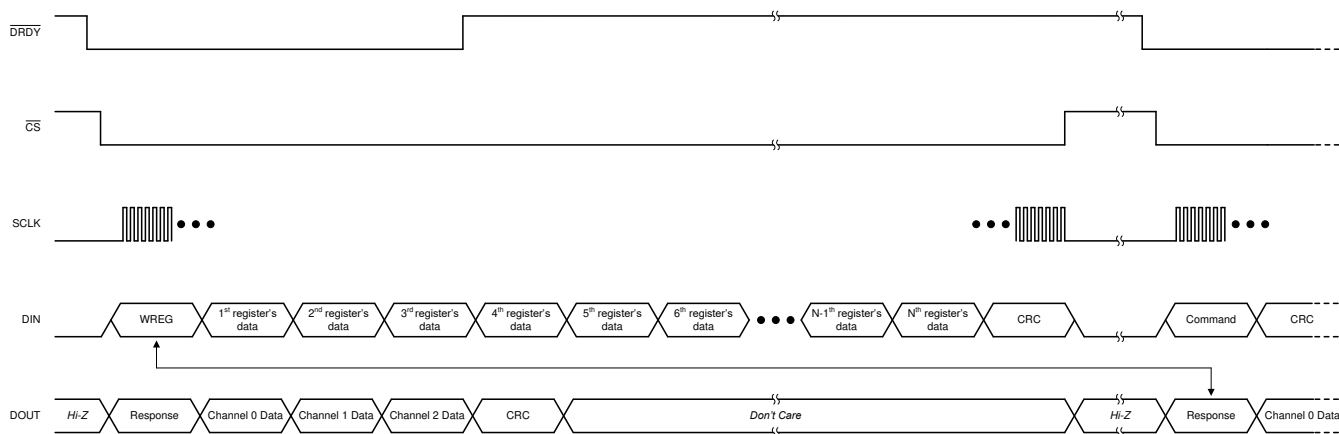 DRDY
CS
SCLK
DIN
WREG
1st register's
data
2nd register's
data
3rd register's
data
4th register's
data
5th register's
data
6th register's
data
N-1th register's
data
Nth register's
data
CRC
Command
CRC
DOUT
Hi-Z
Response
Channel 0 Data
Channel 1 Data
Channel 2 Data
CRC
Don't Care
Hi-Z
Response
Channel 0 Data